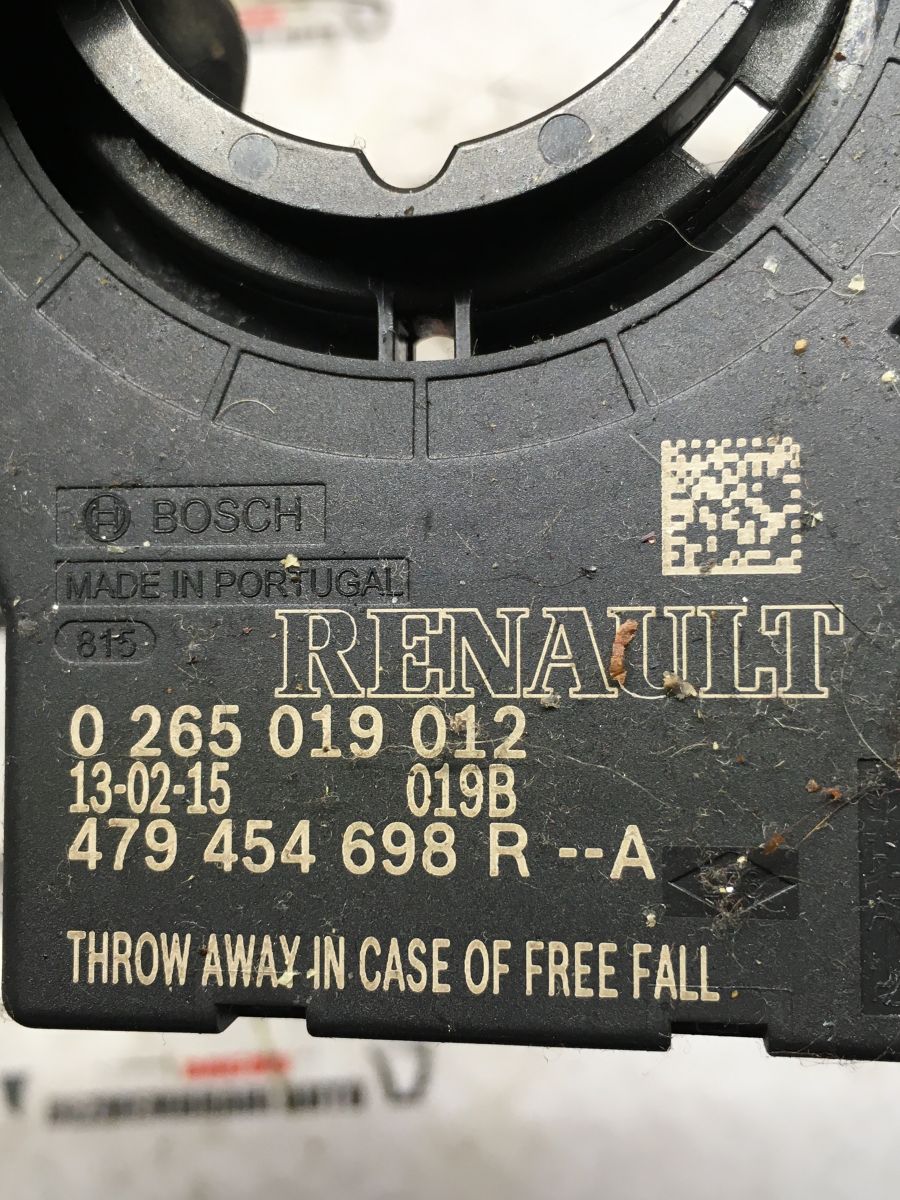 BOSCH
MADE IN PORTUGAL
815
RENAULT
0 265 019 012
13-02-15 019B
479 454 698 R --A
THROW AWAY IN CASE OF FREE FALL